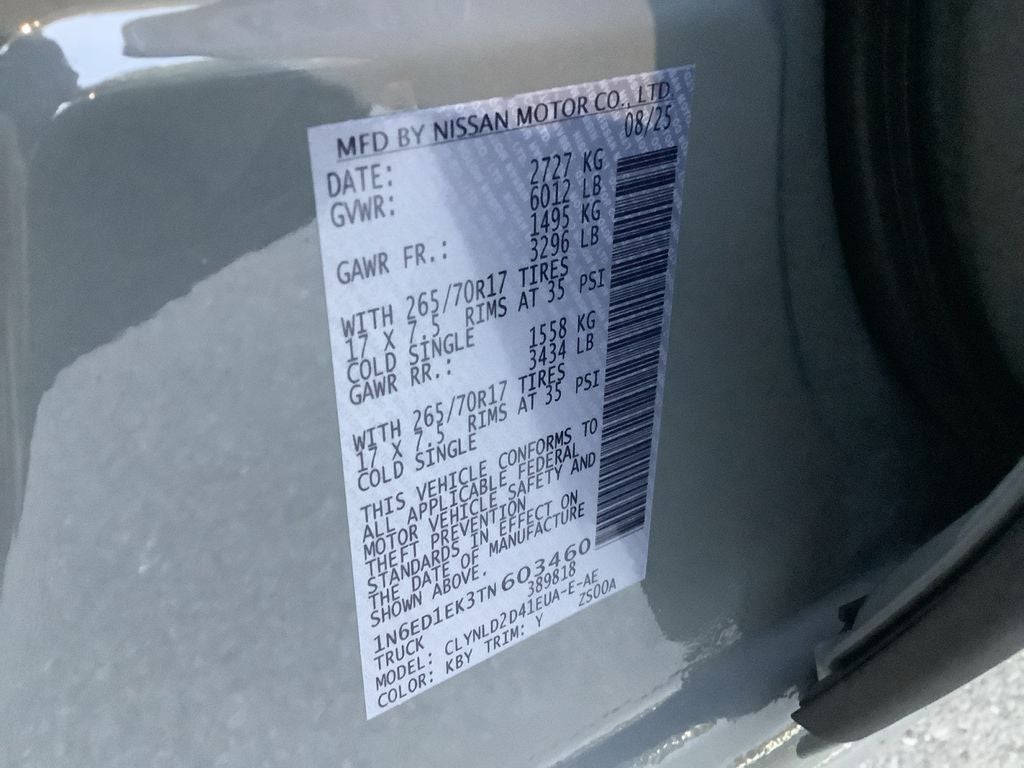 MFD BY NISSAN MOTOR CO., LTD
DATE: 08/25
GVWR: 2727 KG
6012 LB
GAWR FR.: 1495 KG
3296 LB
WITH 265/70R17 TIRES
17 X 7.5 RIMS AT 35 PSI
COLD SINGLE
GAWR RR.: 1558 KG
3434 LB
WITH 265/70R17 TIRES
17 X 7.5 RIMS AT 35 PSI
COLD SINGLE
THIS VEHICLE CONFORMS TO
ALL APPLICABLE FEDERAL
MOTOR VEHICLE SAFETY AND
THEFT PREVENTION
STANDARDS IN EFFECT ON
THE DATE OF MANUFACTURE
SHOWN ABOVE.
1N6ED1EK3TN603460
TRUCK 389818
MODEL: CLYNLD2D41EUA-E-AE
COLOR: KBY TRIM: Y ZS00A